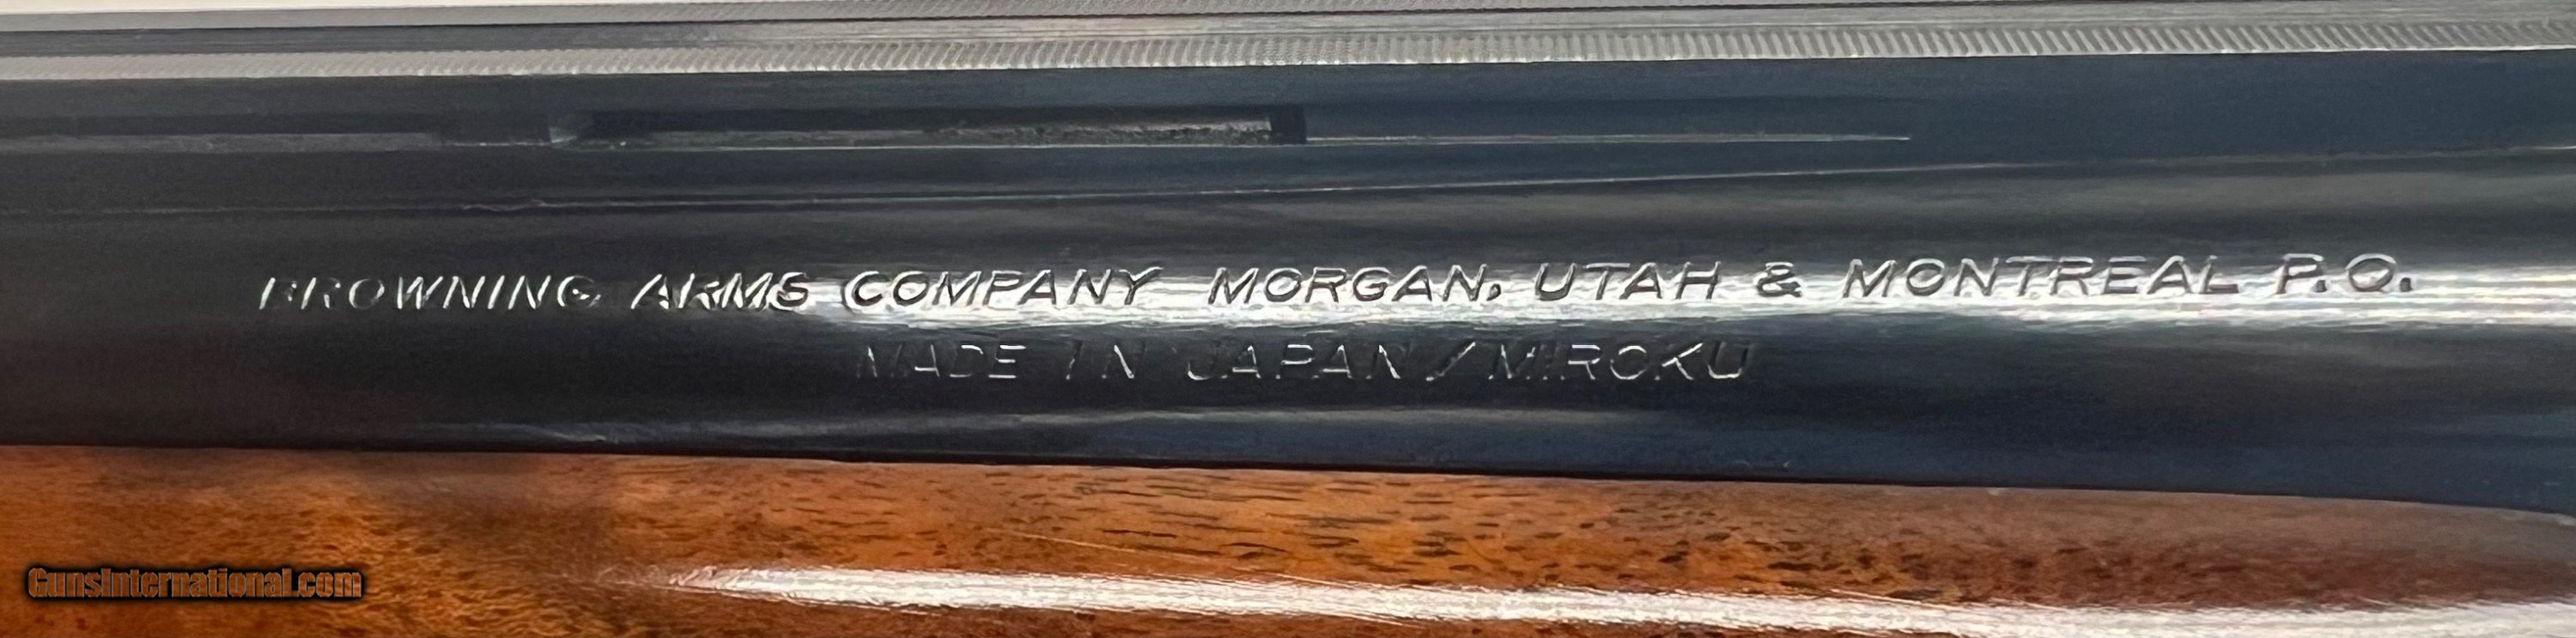 BROWNING ARMS COMPANY MORGAN, UTAH & MONTREAL P.Q.
MADE IN JAPAN/MIROKU
GunsInternational.com